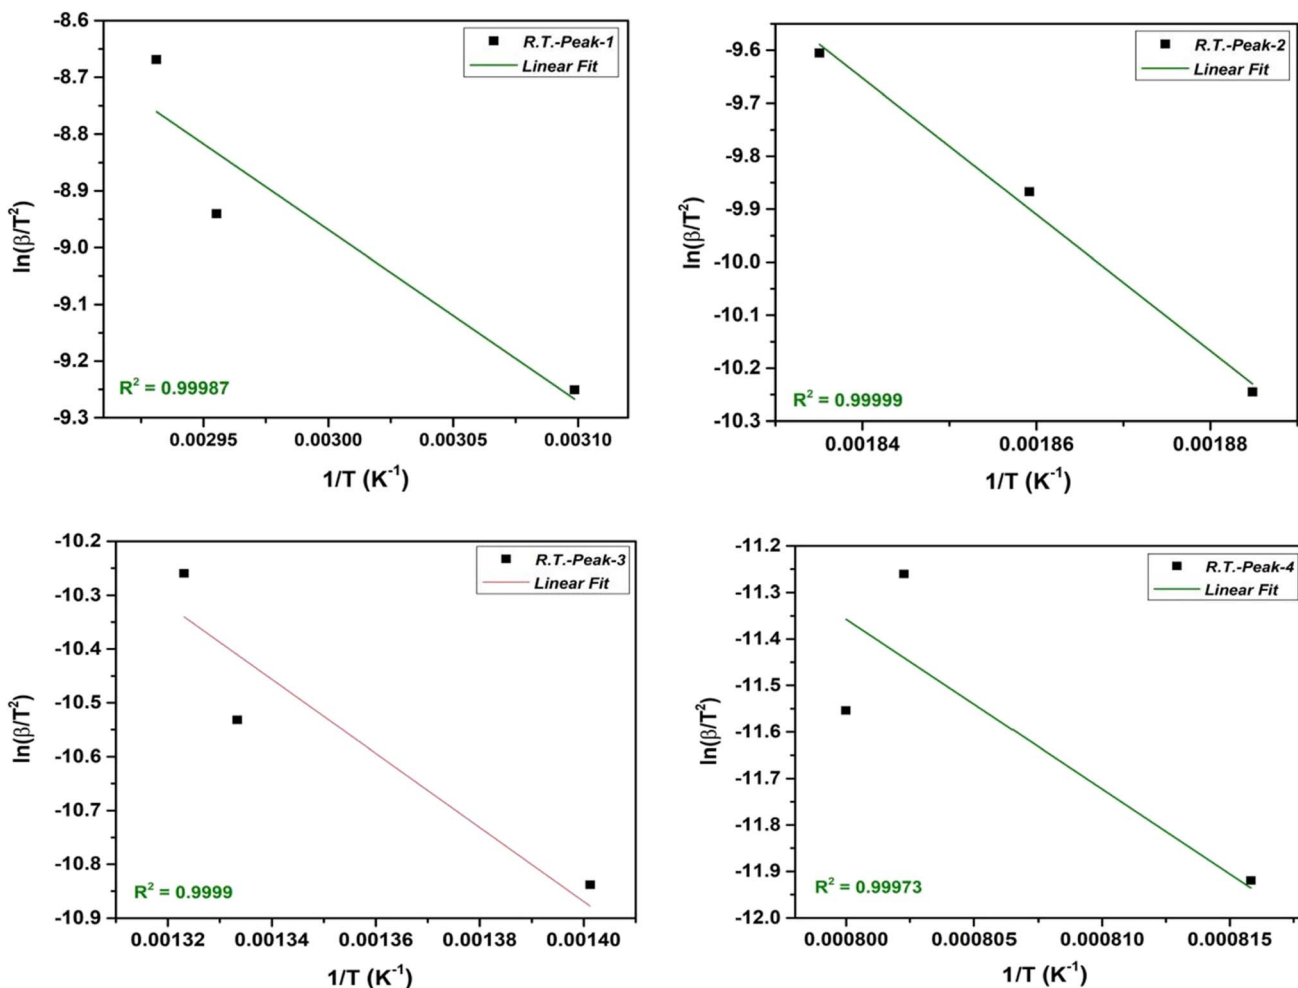 -8.6
-8.7
-8.8
-8.9
-9.0
-9.1
-9.2
-9.3
ln(β/T²)
R.T.-Peak-1
Linear Fit
R² = 0.99987
0.00295 0.00300 0.00305 0.00310
1/T (K⁻¹)
-9.6
-9.7
-9.8
-9.9
-10.0
-10.1
-10.2
-10.3
ln(β/T²)
R.T.-Peak-2
Linear Fit
R² = 0.99999
0.00184 0.00186 0.00188
1/T (K⁻¹)
-10.2
-10.3
-10.4
-10.5
-10.6
-10.7
-10.8
-10.9
ln(β/T²)
R.T.-Peak-3
Linear Fit
R² = 0.9999
0.00132 0.00134 0.00136 0.00138 0.00140
1/T (K⁻¹)
-11.2
-11.3
-11.4
-11.5
-11.6
-11.7
-11.8
-11.9
-12.0
ln(β/T²)
R.T.-Peak-4
Linear Fit
R² = 0.99973
0.000800 0.000805 0.000810 0.000815
1/T (K⁻¹)